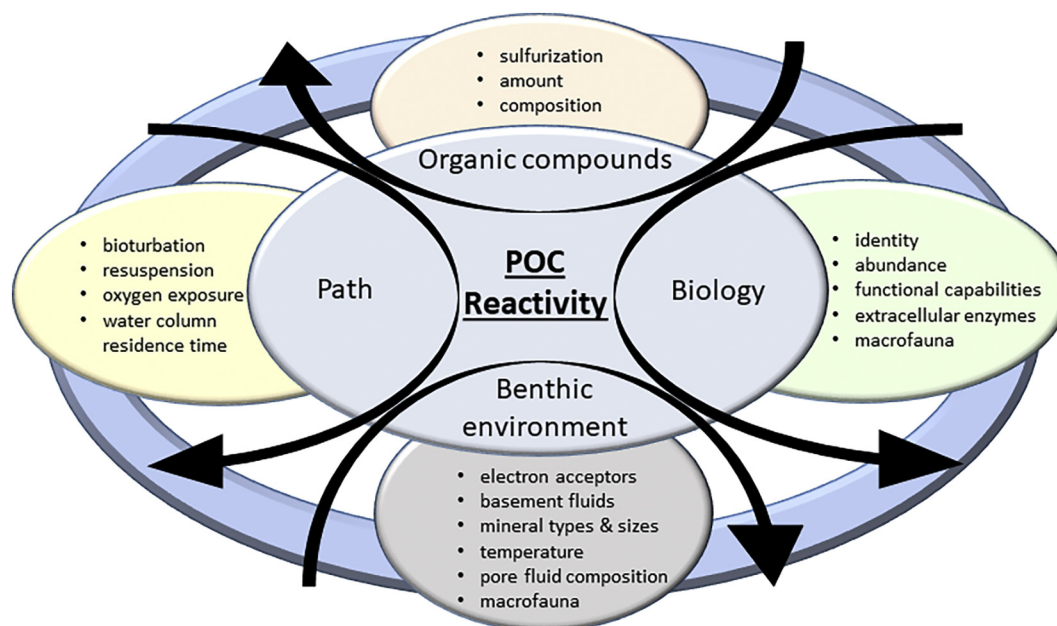 • sulfurization
• amount
• composition
Organic compounds
• bioturbation
• resuspension
• oxygen exposure
• water column
residence time
Path
POC
Reactivity
Biology
• identity
• abundance
• functional capabilities
• extracellular enzymes
• macrofauna
Benthic
environment
• electron acceptors
• basement fluids
• mineral types & sizes
• temperature
• pore fluid composition
• macrofauna